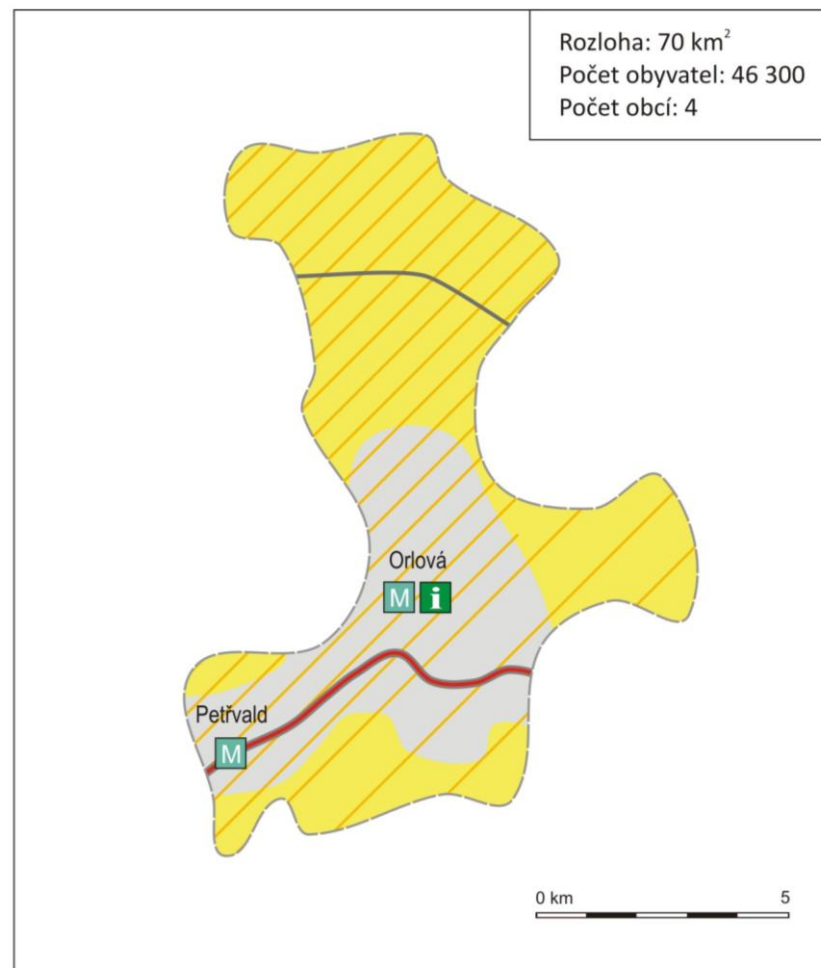 Rozloha: 70 km²
Počet obyvatel: 46 300
Počet obcí: 4
Orlová
M i
Petřvald
M
0 km 5